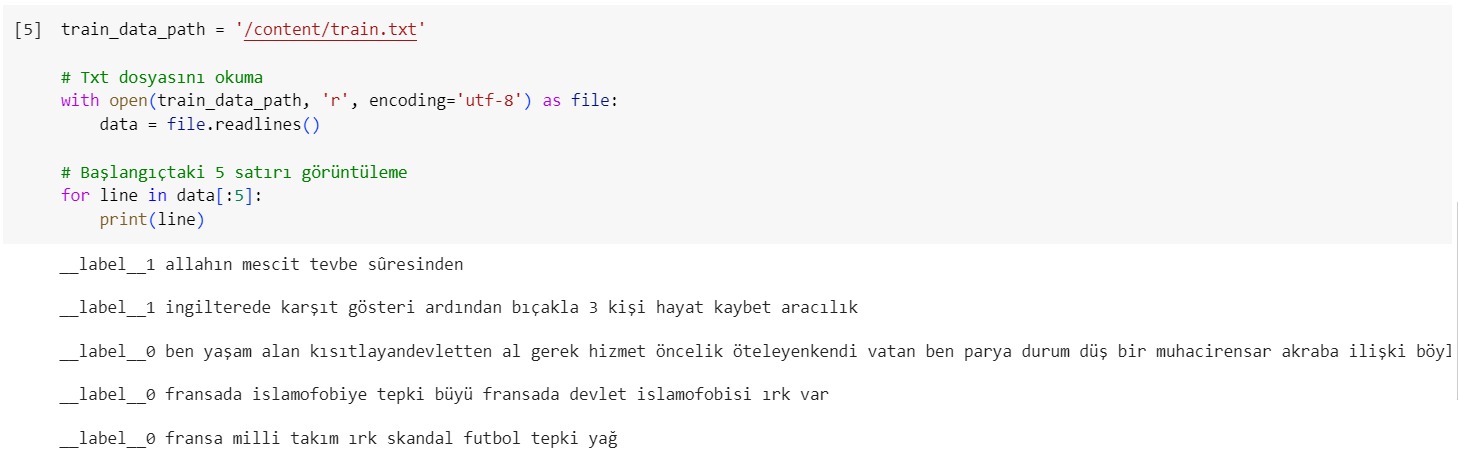 [5] train_data_path = '/content/train.txt'
# Txt dosyasını okuma
with open(train_data_path, 'r', encoding='utf-8') as file:
    data = file.readlines()
# Başlangıçtaki 5 satırı görüntüleme
for line in data[:5]:
    print(line)
__label__1 allahın mescit tevbe sûresinden
__label__1 ingilterede karşıt gösteri ardından bıçakla 3 kişi hayat kaybet aracılık
__label__0 ben yaşam alan kısıtlayandevletten al gerek hizmet öncelik öteleyenkendi vatan ben parya durum düş bir muhacirensar akraba ilişki böyl
__label__0 fransada islamofobiye tepki büyü fransada devlet islamofobisi ırk var
__label__0 fransa milli takım ırk skandal futbol tepki yağ